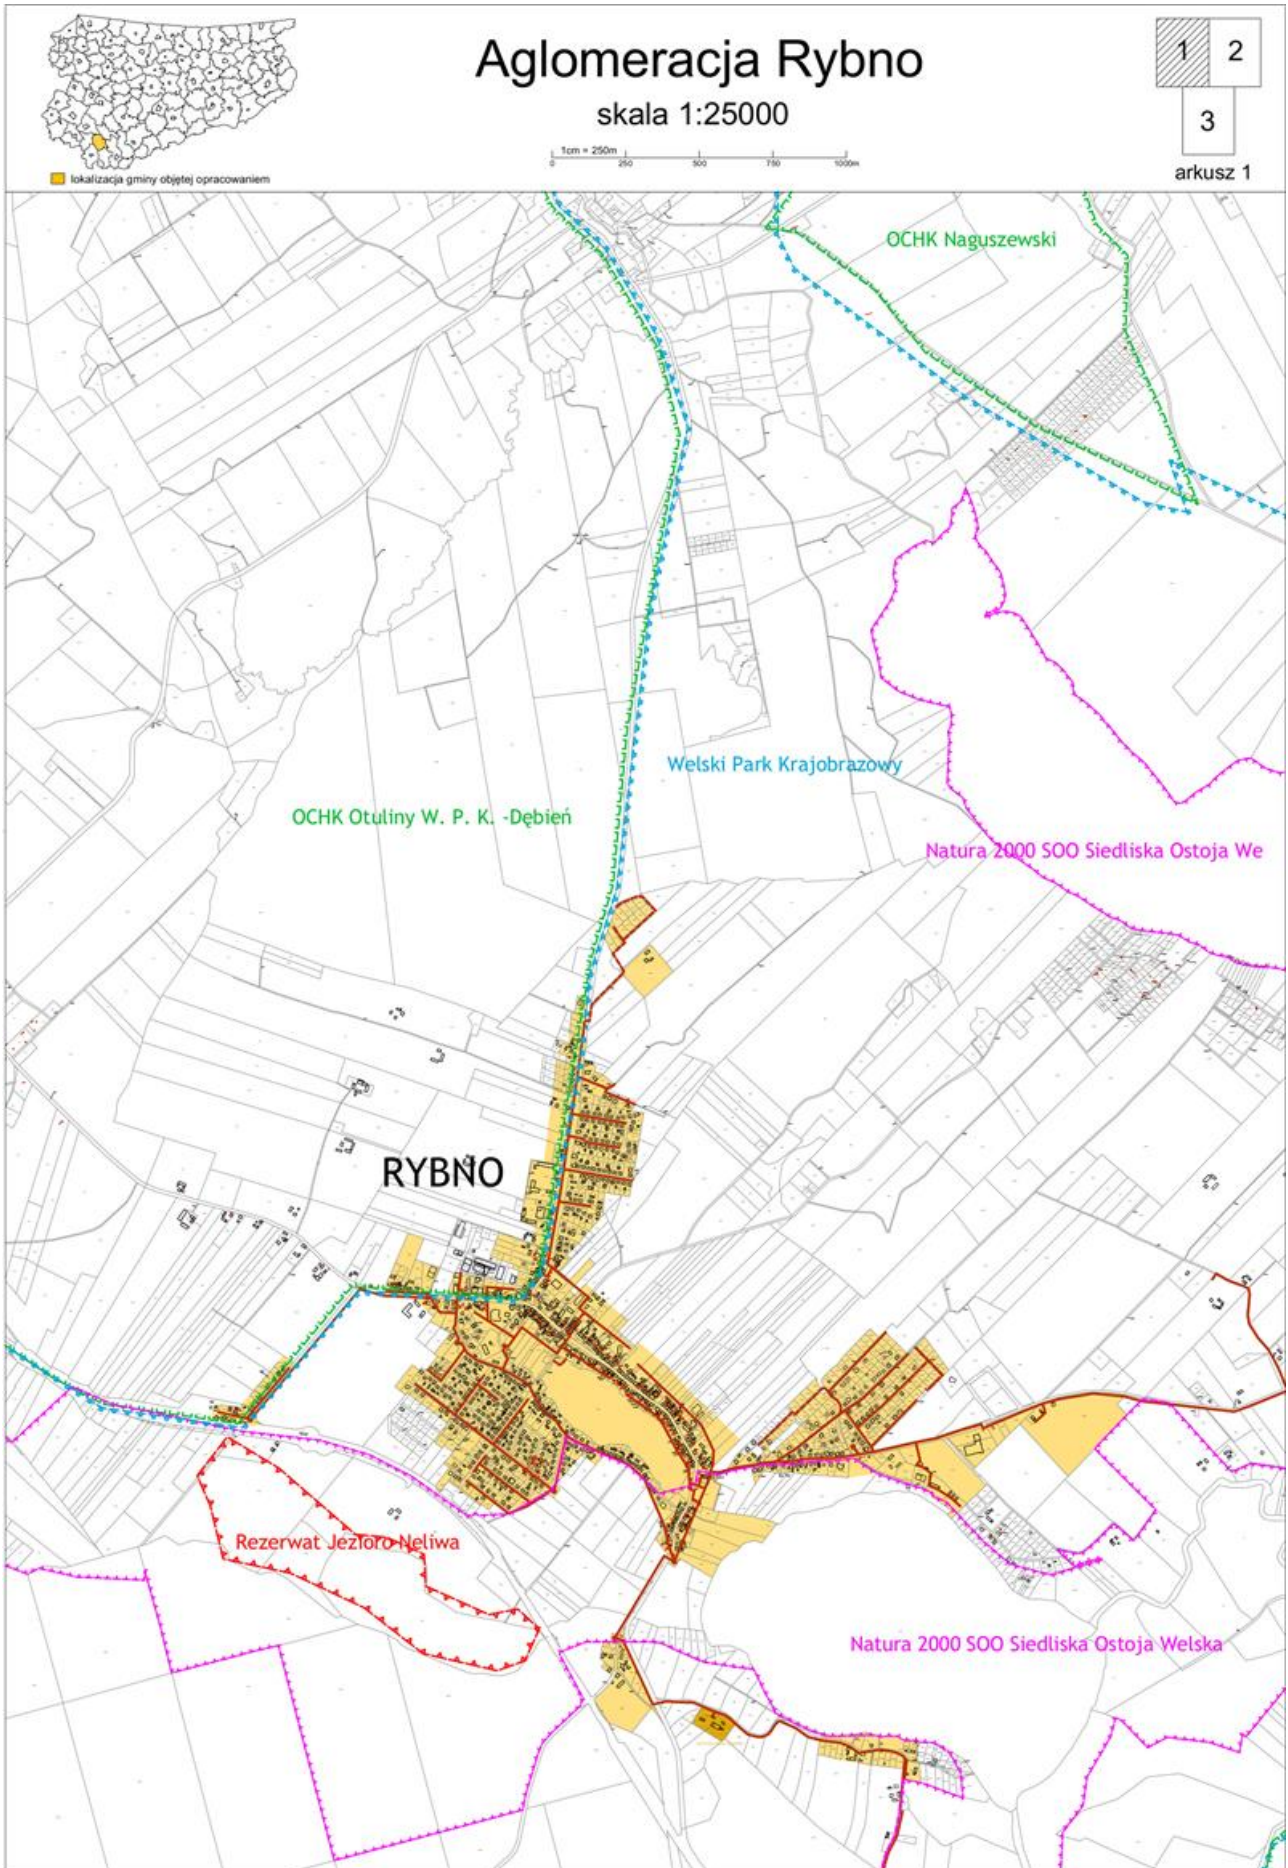 Aglomeracja Rybno
skala 1:25000
1cm = 250m
0 250 500 750 1000m
lokalizacja gminy objętej opracowaniem
1 2
3
arkusz 1
OCHK Naguszewski
Welski Park Krajobrazowy
OCHK Otuliny W. P. K. -Dębień
Natura 2000 SOO Siedliska Ostoja We
RYBNO
Rezerwat Jezioro Neliwa
Natura 2000 SOO Siedliska Ostoja Welska